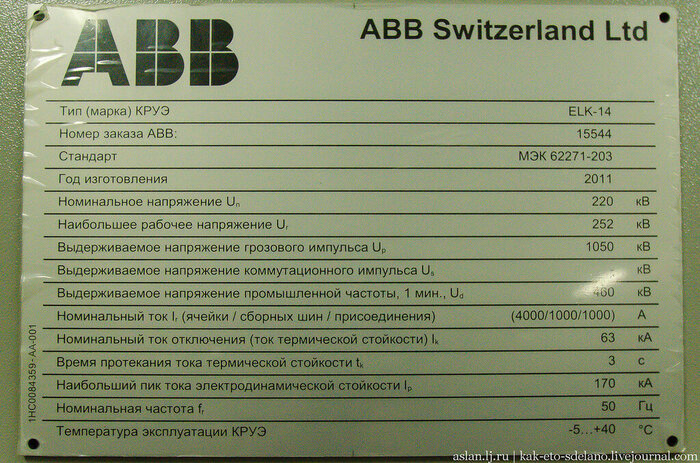 ABB
ABB Switzerland Ltd
Тип (марка) КРУЭ ELK-14
Номер заказа ABB: 15544
Стандарт МЭК 62271-203
Год изготовления 2011
Номинальное напряжение Uₙ 220 кВ
Наибольшее рабочее напряжение Uᵣ 252 кВ
Выдерживаемое напряжение грозового импульса Uₚ 1050 кВ
Выдерживаемое напряжение коммутационного импульса Uₛ кВ
Выдерживаемое напряжение промышленной частоты, 1 мин., U_d 460 кВ
Номинальный ток Iᵣ (ячейки / сборных шин / присоединения) (4000/1000/1000) А
Номинальный ток отключения (ток термической стойкости) Iₖ 63 кА
Время протекания тока термической стойкости tₖ 3 с
Наибольший пик тока электродинамической стойкости Iₚ 170 кА
Номинальная частота fᵣ 50 Гц
Температура эксплуатации КРУЭ -5...+40 °C
1HC0084359-AA-001
aslan.lj.ru | kak-eto-sdelano.livejournal.com